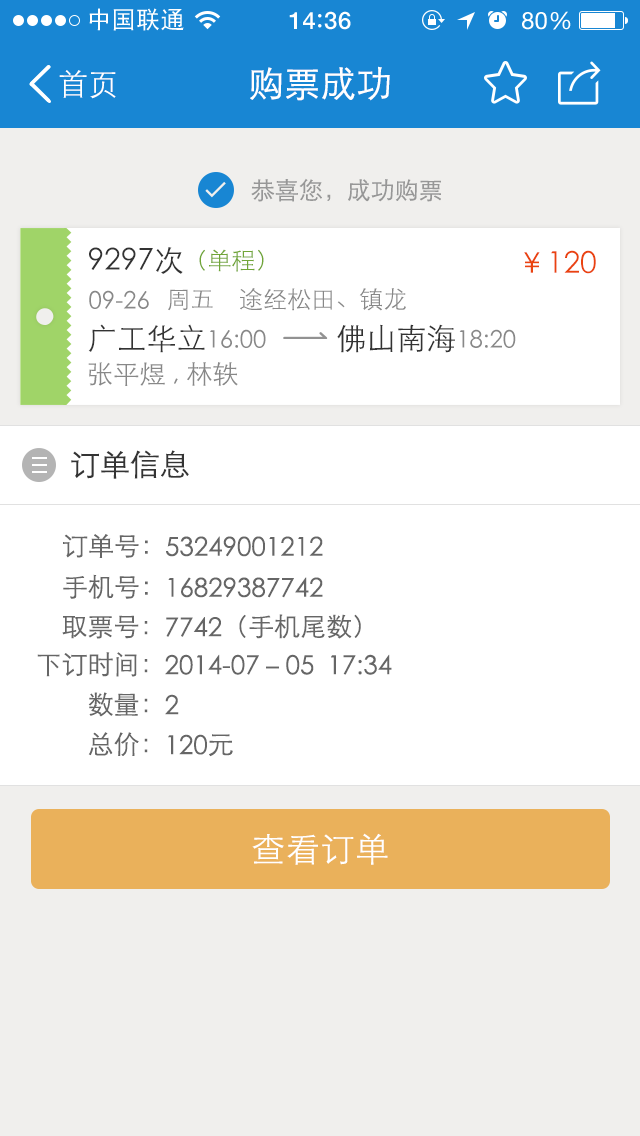 中国联通 14:36 80%
首页 购票成功
恭喜您，成功购票
9297次（单程） ¥ 120
09-26 周五 途经松田、镇龙
广工华立16:00 佛山南海18:20
张平煜 , 林轶
订单信息
订单号：53249001212
手机号：16829387742
取票号：7742（手机尾数）
下订时间：2014-07 – 05 17:34
数量：2
总价：120元
查看订单